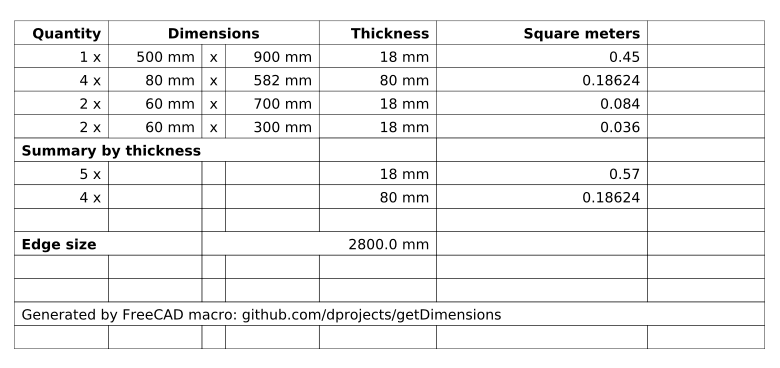 Quantity Dimensions Thickness Square meters
1 x 500 mm x 900 mm 18 mm 0.45
4 x 80 mm x 582 mm 80 mm 0.18624
2 x 60 mm x 700 mm 18 mm 0.084
2 x 60 mm x 300 mm 18 mm 0.036
Summary by thickness
5 x 18 mm 0.57
4 x 80 mm 0.18624
Edge size 2800.0 mm
Generated by FreeCAD macro: github.com/dprojects/getDimensions